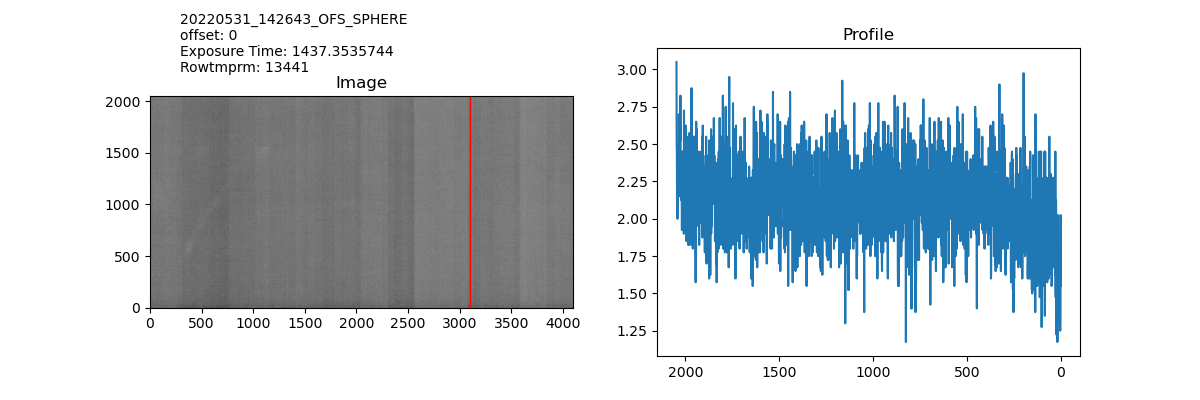 20220531_142643_OFS_SPHERE
offset: 0
Exposure Time: 1437.3535744
Rowtmprm: 13441
Image
2000
1500
1000
500
0
0 500 1000 1500 2000 2500 3000 3500 4000
Profile
3.00
2.75
2.50
2.25
2.00
1.75
1.50
1.25
2000 1500 1000 500 0